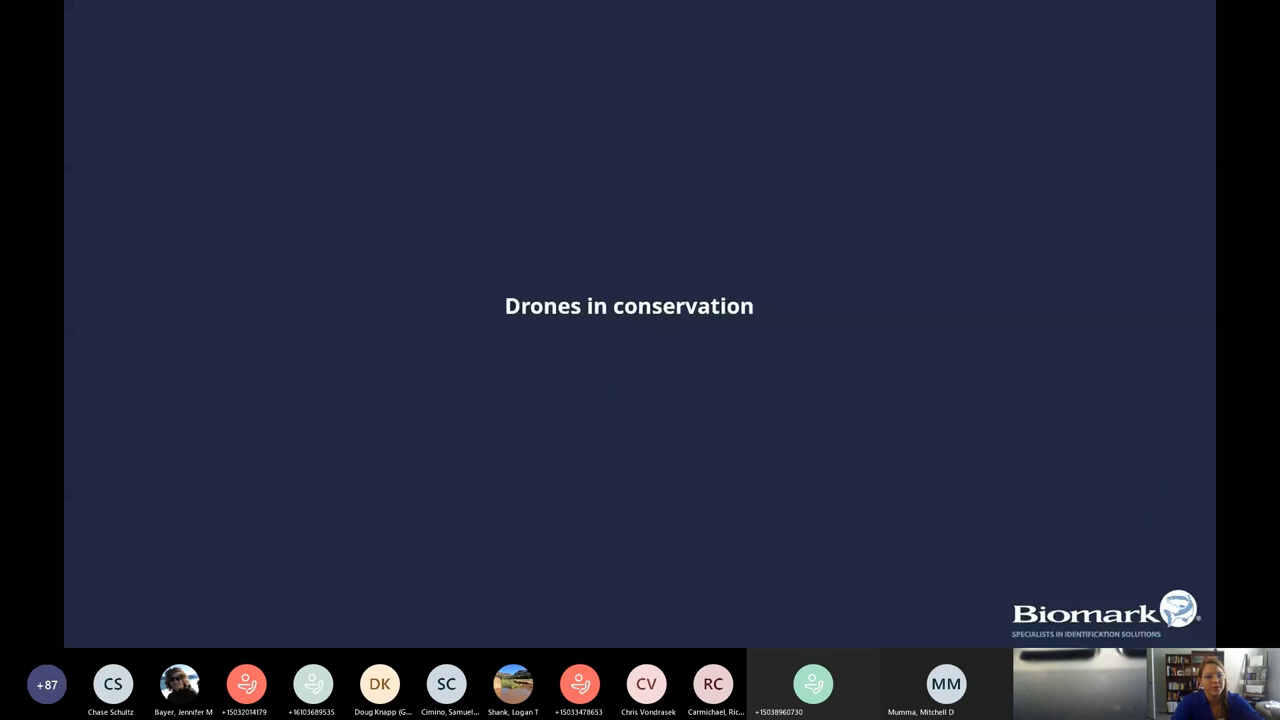 Drones in conservation
Biomark®
SPECIALISTS IN IDENTIFICATION SOLUTIONS
+87
CS
DK
SC
CV
RC
MM
Chase Schultz
Bayer, Jennifer M
+15032014179
+16103689535
Doug Knapp (G...
Cimino, Samuel...
Shank, Logan T
+15033478653
Chris Vondrasek
Carmichael, Ric...
+15038960730
Mumma, Mitchell D